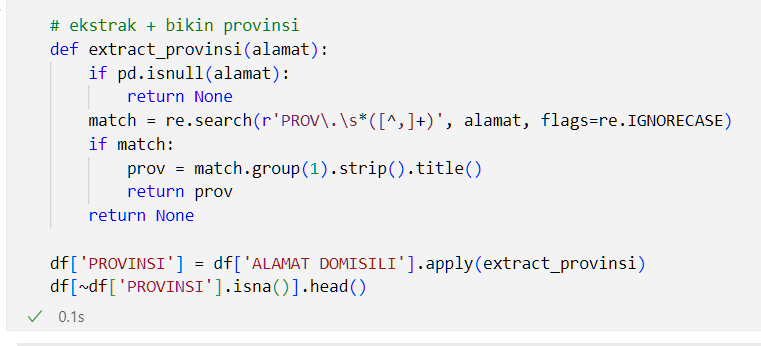 # ekstrak + bikin provinsi
def extract_provinsi(alamat):
    if pd.isnull(alamat):
        return None
    match = re.search(r'PROV\.\s*([^,]+)', alamat, flags=re.IGNORECASE)
    if match:
        prov = match.group(1).strip().title()
        return prov
    return None

df['PROVINSI'] = df['ALAMAT DOMISILI'].apply(extract_provinsi)
df[~df['PROVINSI'].isna()].head()
✓ 0.1s